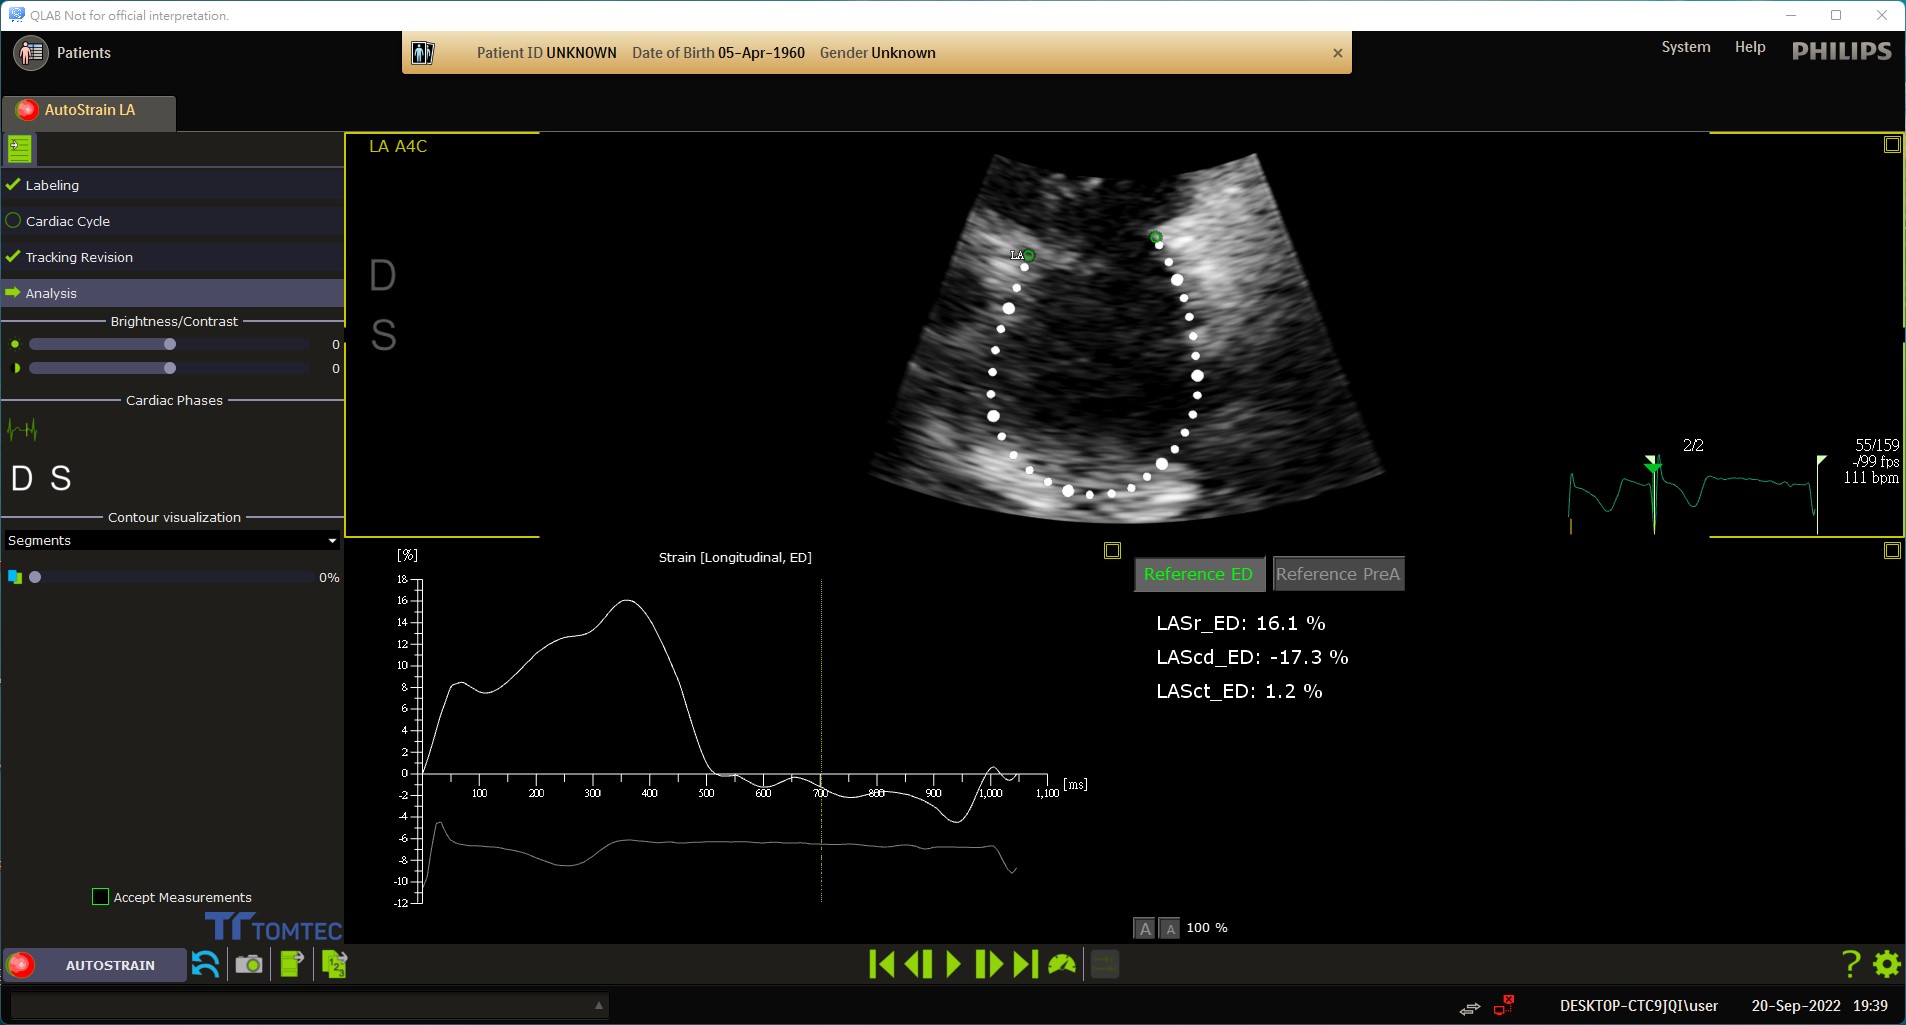 QLAB Not for official interpretation.
Patients
Patient ID UNKNOWN Date of Birth 05-Apr-1960 Gender Unknown
System Help PHILIPS
AutoStrain LA
Labeling
Cardiac Cycle
Tracking Revision
Analysis
Brightness/Contrast
0
0
Cardiac Phases
D S
Contour visualization
Segments
0%
Accept Measurements
TOMTEC
LA A4C
D
S
LA
2/2
55/159
-/99 fps
111 bpm
[%]
Strain [Longitudinal, ED]
18
16
14
12
10
8
6
4
2
0
-2
-4
-6
-8
-10
-12
100 200 300 400 500 600 700 800 900 1,000 1,100 [ms]
Reference ED Reference PreA
LASr_ED: 16.1 %
LAScd_ED: -17.3 %
LASct_ED: 1.2 %
A A 100 %
AUTOSTRAIN
123
?
DESKTOP-CTC9JQI\user 20-Sep-2022 19:39